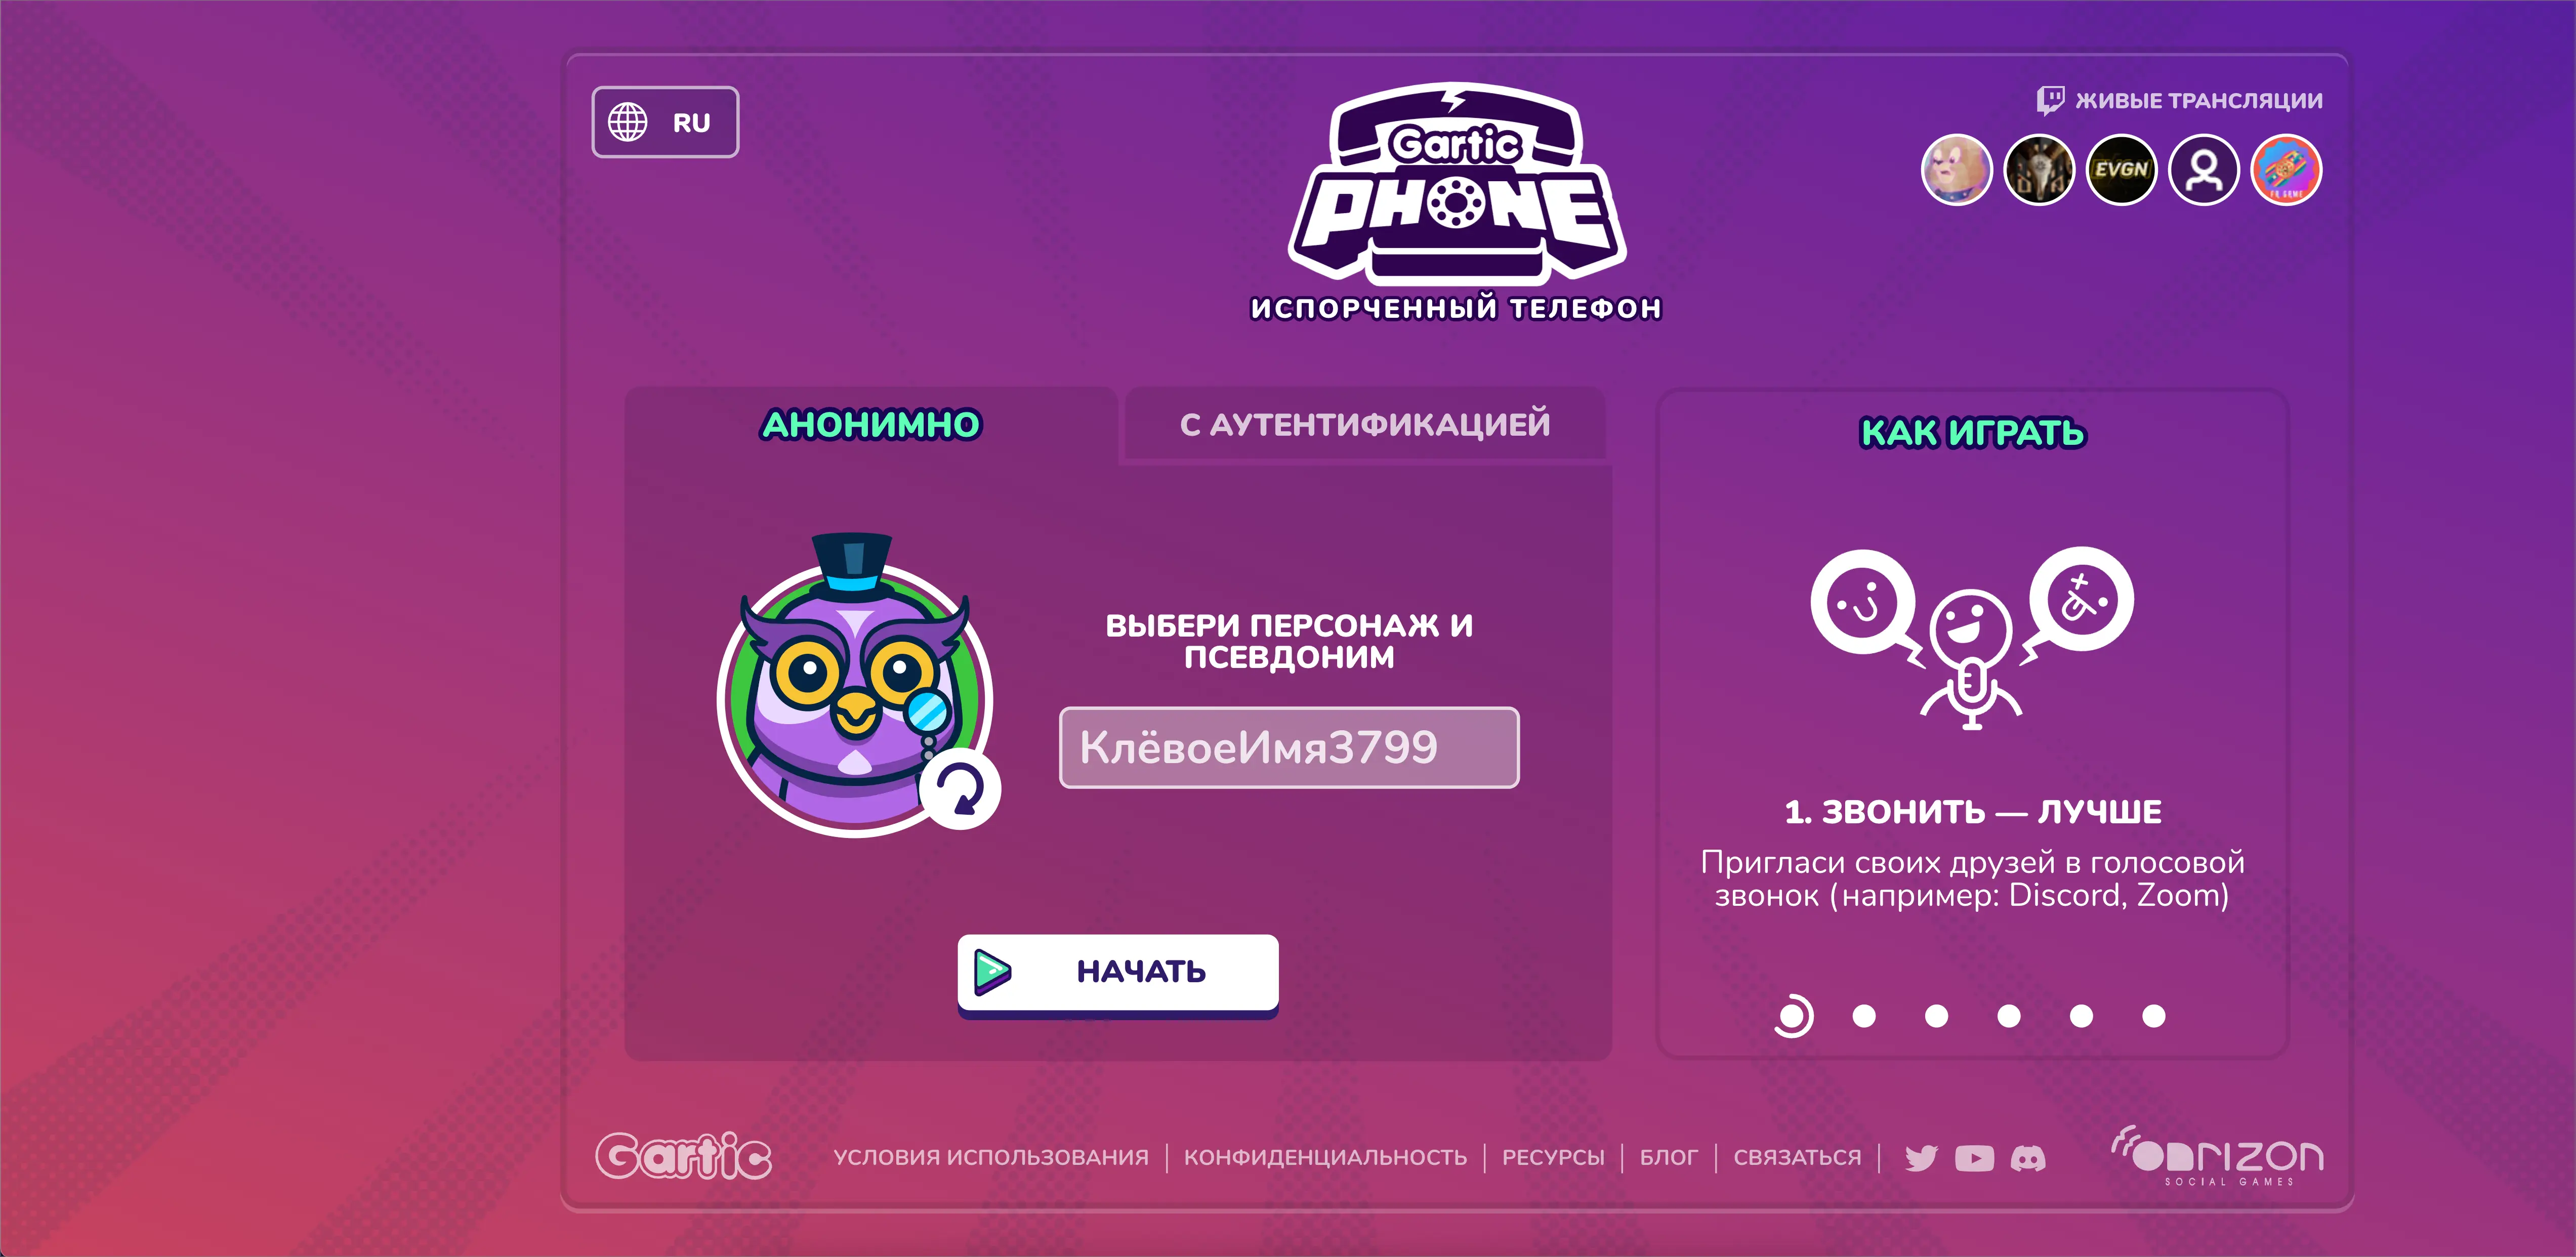 RU
Gartic
PHONE
ИСПОРЧЕННЫЙ ТЕЛЕФОН
ЖИВЫЕ ТРАНСЛЯЦИИ
EVGN
АНОНИМНО
С АУТЕНТИФИКАЦИЕЙ
ВЫБЕРИ ПЕРСОНАЖ И
ПСЕВДОНИМ
КлёвоеИмя3799
НАЧАТЬ
КАК ИГРАТЬ
1. ЗВОНИТЬ — ЛУЧШЕ
Пригласи своих друзей в голосовой
звонок (например: Discord, Zoom)
Gartic
УСЛОВИЯ ИСПОЛЬЗОВАНИЯ | КОНФИДЕНЦИАЛЬНОСТЬ | РЕСУРСЫ | БЛОГ | СВЯЗАТЬСЯ |
onrizon
SOCIAL GAMES